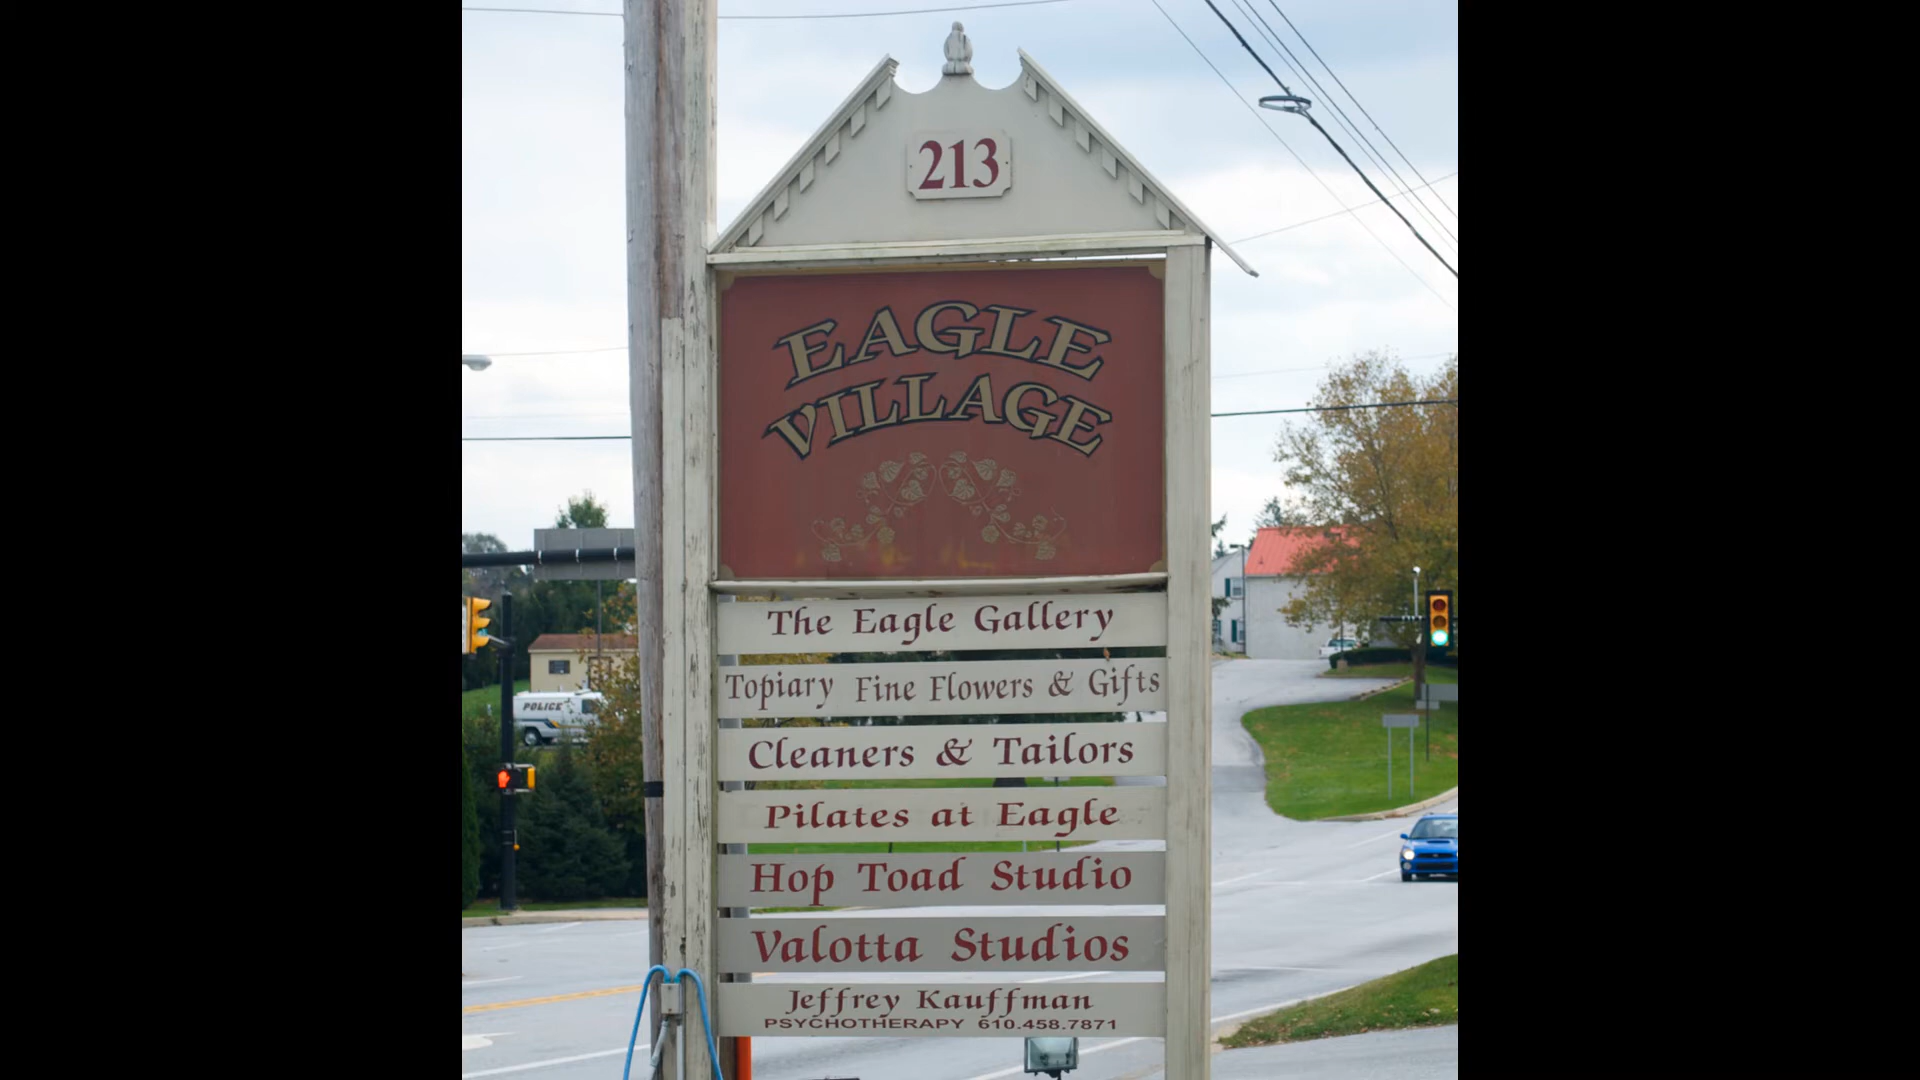 213
EAGLE
VILLAGE
The Eagle Gallery
Topiary Fine Flowers & Gifts
Cleaners & Tailors
Pilates at Eagle
Hop Toad Studio
Valotta Studios
Jeffrey Kauffman
PSYCHOTHERAPY 610.458.7871
POLICE